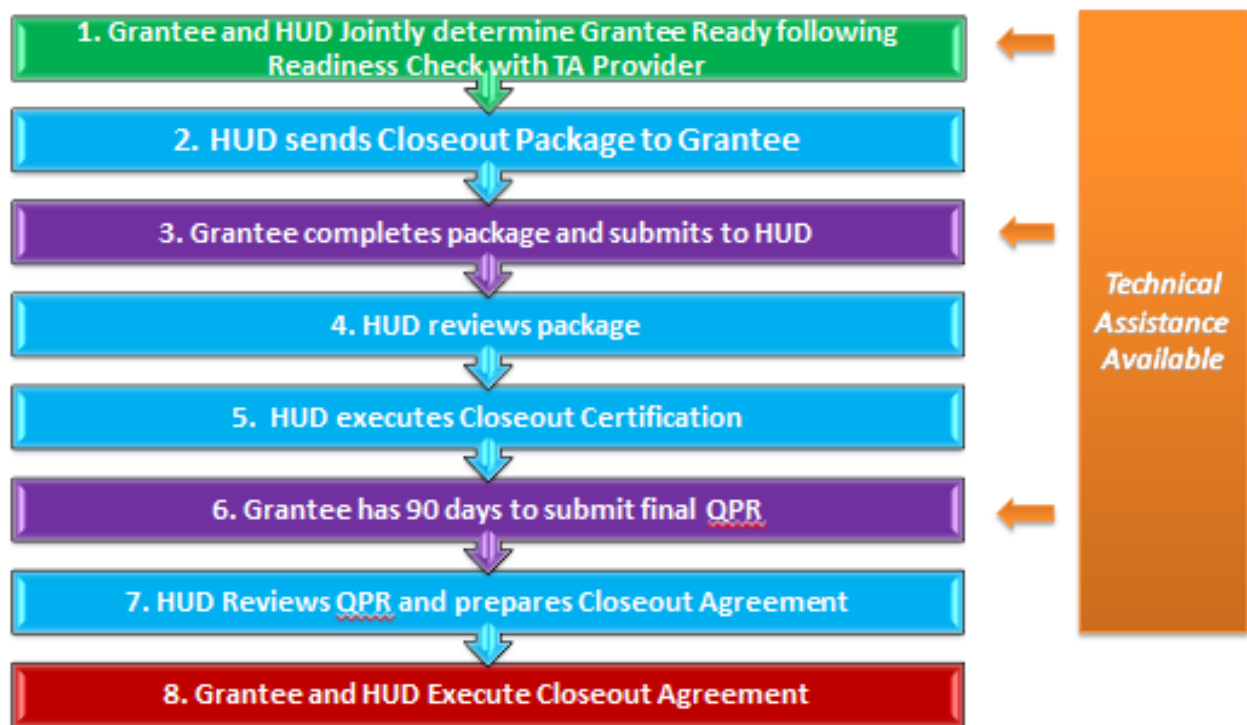 1. Grantee and HUD Jointly determine Grantee Ready following
Readiness Check with TA Provider
2. HUD sends Closeout Package to Grantee
3. Grantee completes package and submits to HUD
4. HUD reviews package
5. HUD executes Closeout Certification
6. Grantee has 90 days to submit final QPR
7. HUD Reviews QPR and prepares Closeout Agreement
8. Grantee and HUD Execute Closeout Agreement
Technical
Assistance
Available